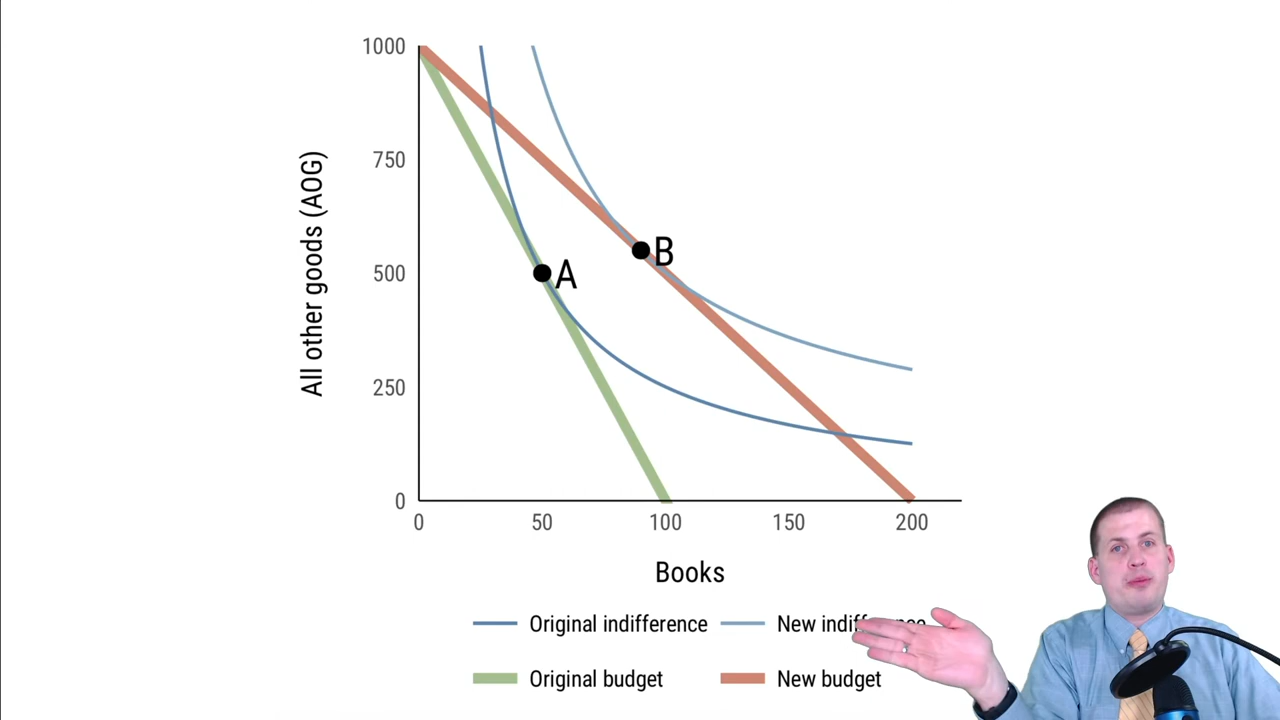 1000
750
500
250
0
All other goods (AOG)
A
B
0 50 100 150 200
Books
Original indifference
New
Original budget
New budget